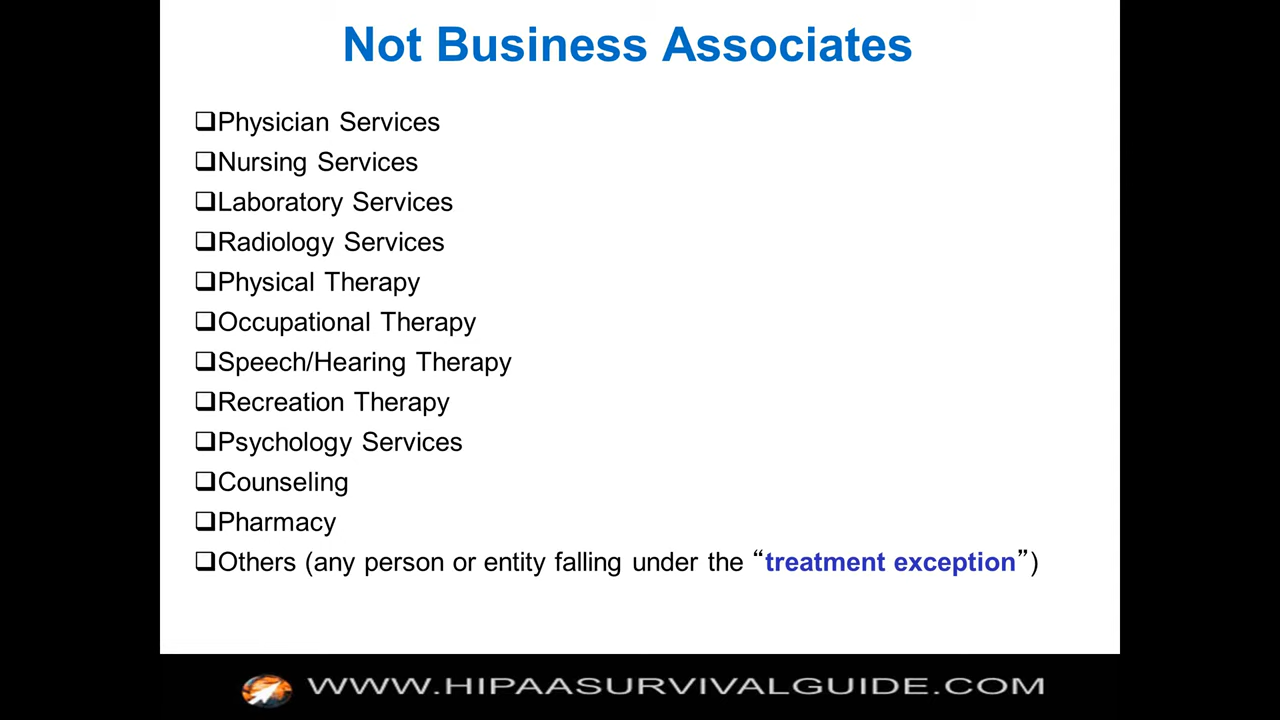 Not Business Associates
❑Physician Services
❑Nursing Services
❑Laboratory Services
❑Radiology Services
❑Physical Therapy
❑Occupational Therapy
❑Speech/Hearing Therapy
❑Recreation Therapy
❑Psychology Services
❑Counseling
❑Pharmacy
❑Others (any person or entity falling under the “treatment exception”)
WWW.HIPAASURVIVALGUIDE.COM